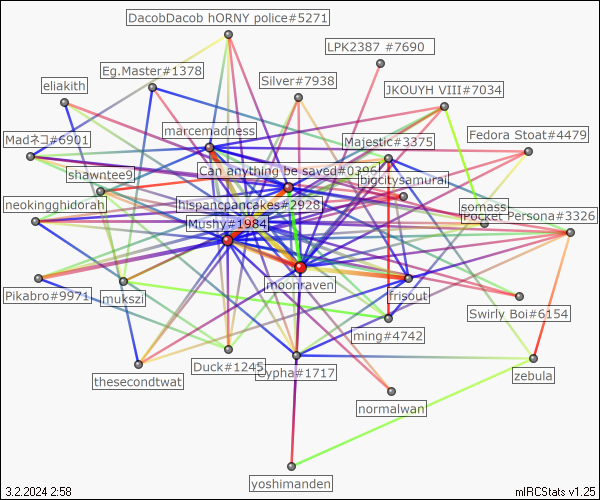 DacobDacob hORNY police#5271
LPK2387 #7690
Eg.Master#1378
Silver#7938
eliakith
JKOUYH VIII#7034
marcemadness
Madネコ#6901
Majestic#3375
Fedora Stoat#4479
Can anything be saved#0396
shawntee9
bigcitysamurai
neokingghidorah
hispancpancakes#2928
somass
Pocket Persona#3326
Mushy#1984
moonraven
Pikabro#9971
mukszi
frisout
Swirly Boi#6154
ming#4742
Duck#1245
Cypha#1717
thesecondtwat
zebula
normalwan
yoshimanden
3.2.2024 2:58
mIRCStats v1.25